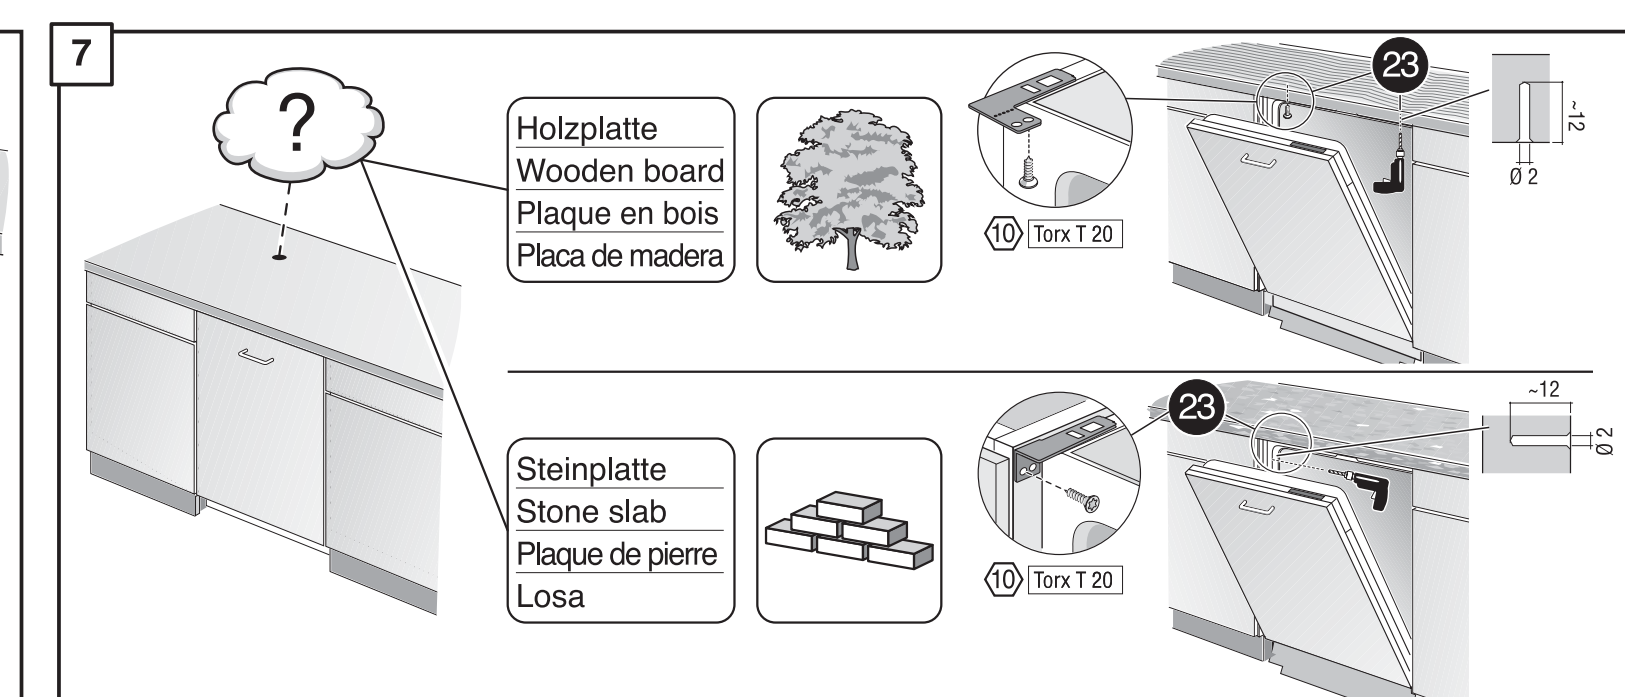 7
?
Holzplatte
Wooden board
Plaque en bois
Placa de madera
10 Torx T 20
23
~12
Ø 2
Steinplatte
Stone slab
Plaque de pierre
Losa
10 Torx T 20
23
~12
Ø 2